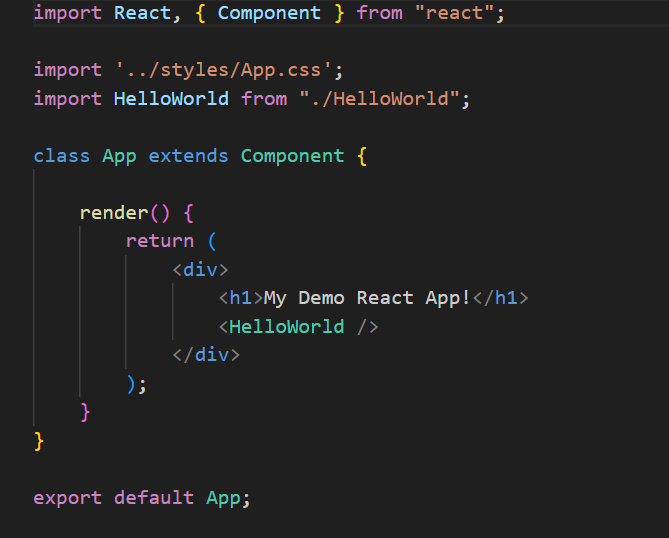 import React, { Component } from "react";
import '../styles/App.css';
import HelloWorld from "./HelloWorld";
class App extends Component {
render() {
return (
<div>
<h1>My Demo React App!</h1>
<HelloWorld />
</div>
);
}
}
export default App;